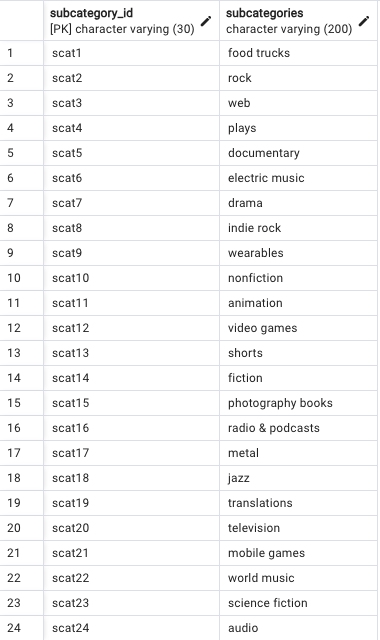 subcategory_id subcategories
[PK] character varying (30) character varying (200)
1 scat1 food trucks
2 scat2 rock
3 scat3 web
4 scat4 plays
5 scat5 documentary
6 scat6 electric music
7 scat7 drama
8 scat8 indie rock
9 scat9 wearables
10 scat10 nonfiction
11 scat11 animation
12 scat12 video games
13 scat13 shorts
14 scat14 fiction
15 scat15 photography books
16 scat16 radio & podcasts
17 scat17 metal
18 scat18 jazz
19 scat19 translations
20 scat20 television
21 scat21 mobile games
22 scat22 world music
23 scat23 science fiction
24 scat24 audio